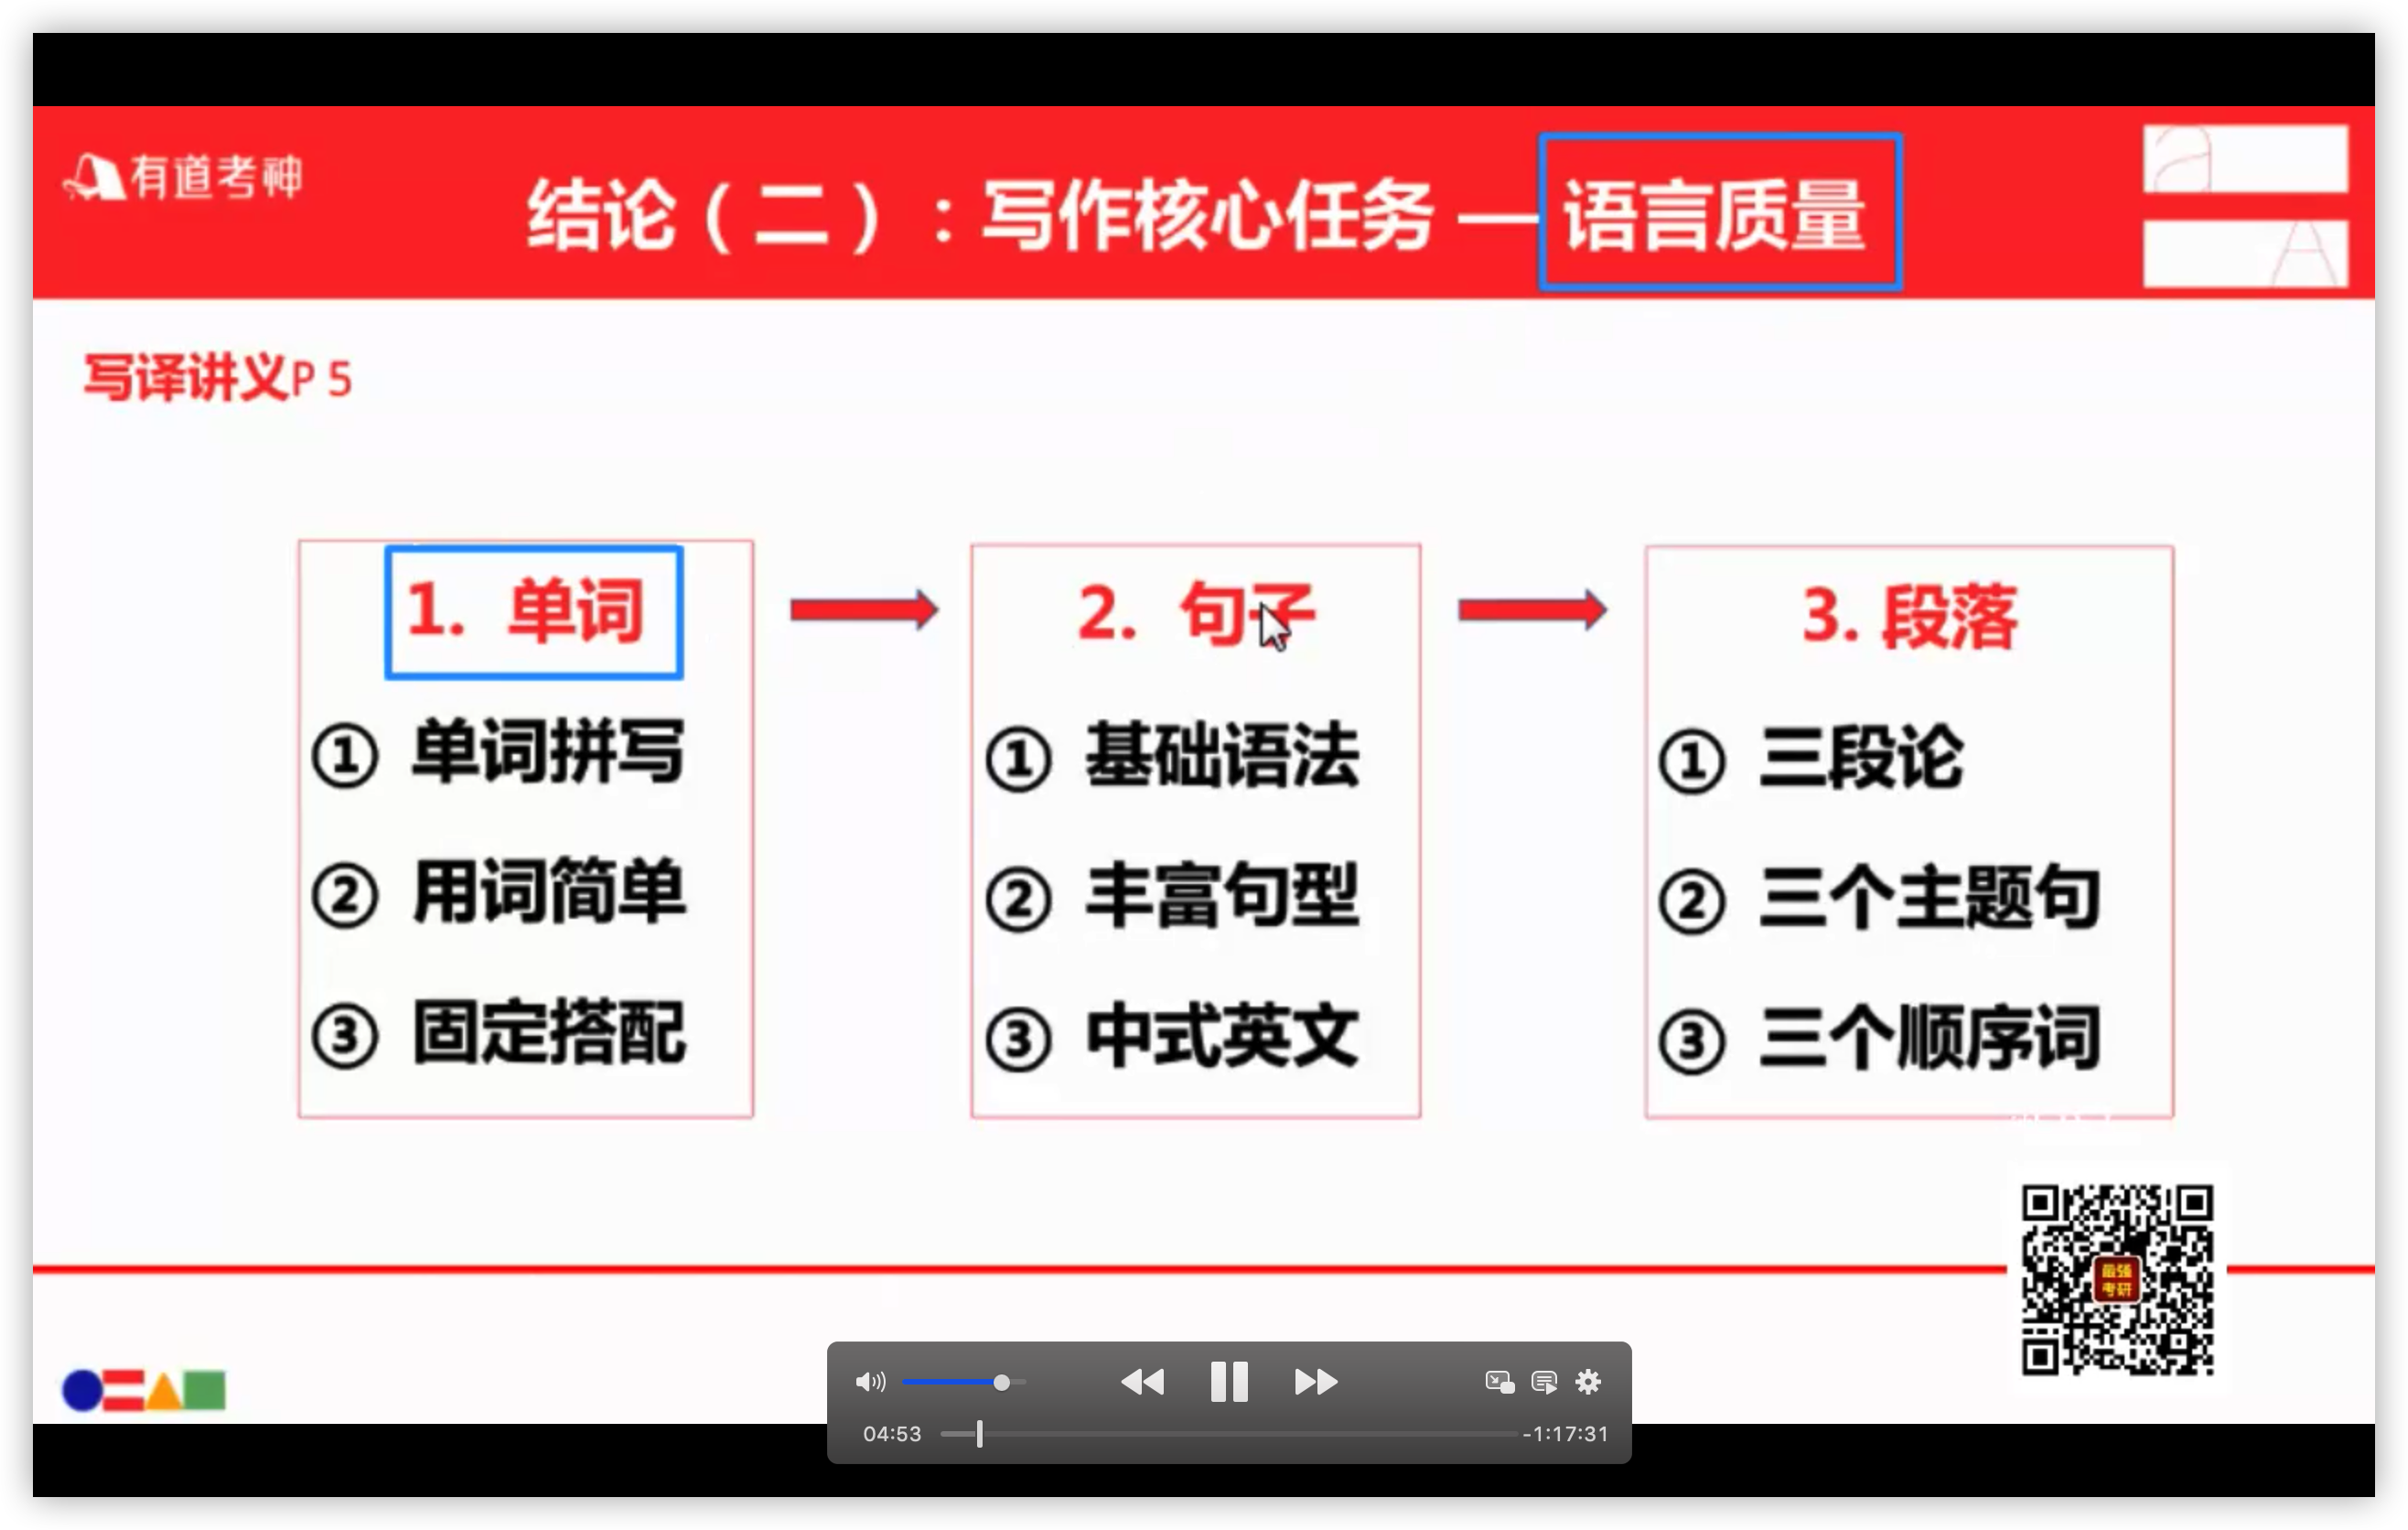 有道考神
结论（二）：写作核心任务 — 语言质量
写译讲义P 5
1. 单词
① 单词拼写
② 用词简单
③ 固定搭配
2. 句子
① 基础语法
② 丰富句型
③ 中式英文
3. 段落
① 三段论
② 三个主题句
③ 三个顺序词
最强
考研
04:53
-1:17:31